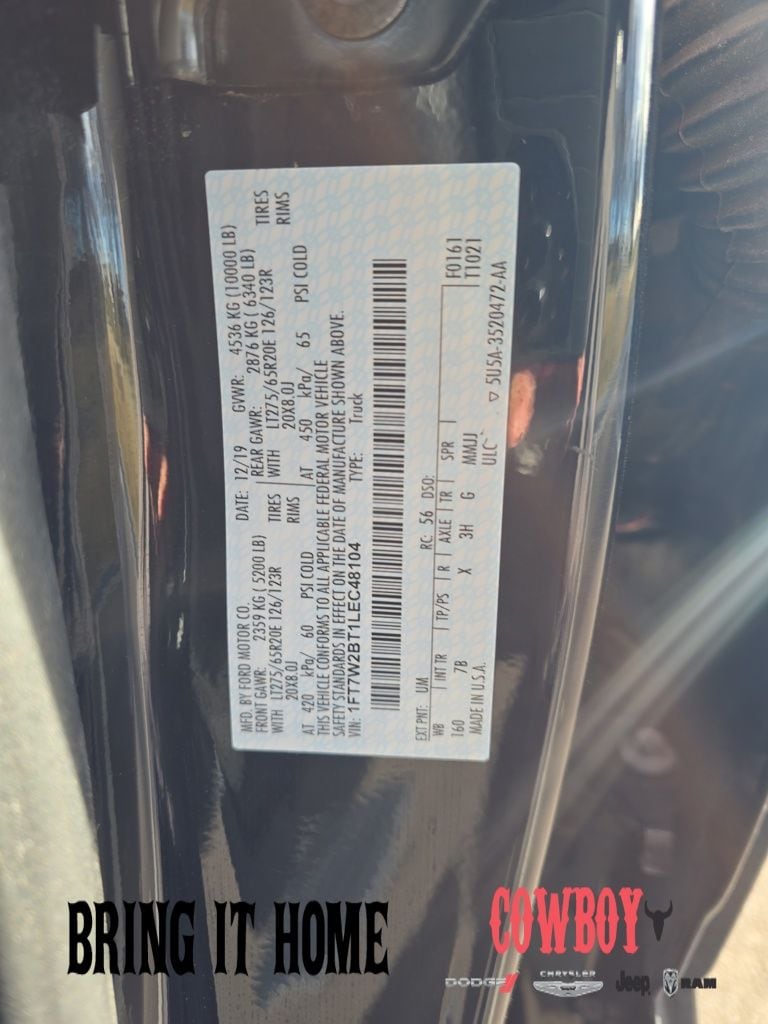 MFD. BY FORD MOTOR CO. DATE: 12/19 GVWR: 4536 KG (10000 LB)
FRONT GAWR: 2359 KG ( 5200 LB) REAR GAWR: 2876 KG ( 6340 LB)
WITH LT275/65R20E 126/123R TIRES WITH LT275/65R20E 126/123R TIRES
20X8.0J RIMS 20X8.0J RIMS
AT 420 kPa/ 60 PSI COLD AT 450 kPa/ 65 PSI COLD
THIS VEHICLE CONFORMS TO ALL APPLICABLE FEDERAL MOTOR VEHICLE
SAFETY STANDARDS IN EFFECT ON THE DATE OF MANUFACTURE SHOWN ABOVE.
VIN: 1FT7W2BT1LEC48104 TYPE: Truck
EXT PNT: UM RC: 56 DSO:
WB INT TR TP/PS R AXLE TR SPR F0161
160 7B X 3H G MMJJ T1021
MADE IN U.S.A. ULC ▽ 5U5A-3520472-AA
BRING IT HOME
COWBOY
DODGE CHRYSLER Jeep RAM